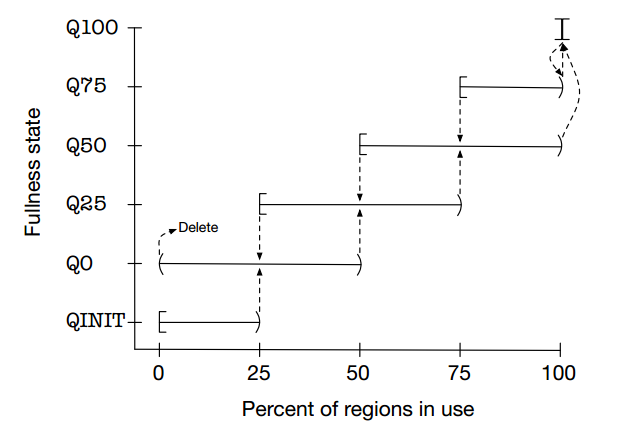 Q100
Q75
Q50
Q25
Q0
QINIT
Fullness state
Delete
0 25 50 75 100
Percent of regions in use